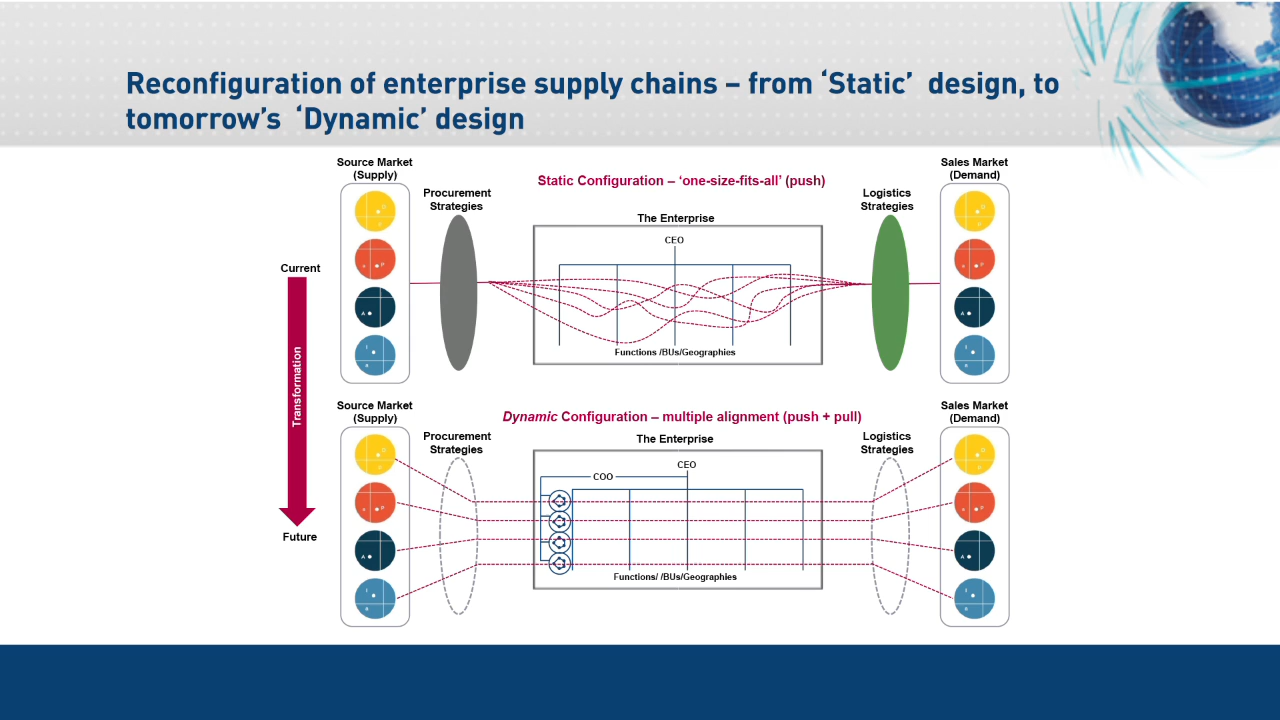 Reconfiguration of enterprise supply chains – from ‘Static’ design, to
tomorrow’s ‘Dynamic’ design
Source Market
(Supply)
Procurement
Strategies
Static Configuration – ‘one-size-fits-all’ (push)
The Enterprise
CEO
Functions /BUs/Geographies
Logistics
Strategies
Sales Market
(Demand)
Current
Transformation
Future
Source Market
(Supply)
Procurement
Strategies
Dynamic Configuration – multiple alignment (push + pull)
The Enterprise
CEO
COO
Functions/ /BUs/Geographies
Logistics
Strategies
Sales Market
(Demand)